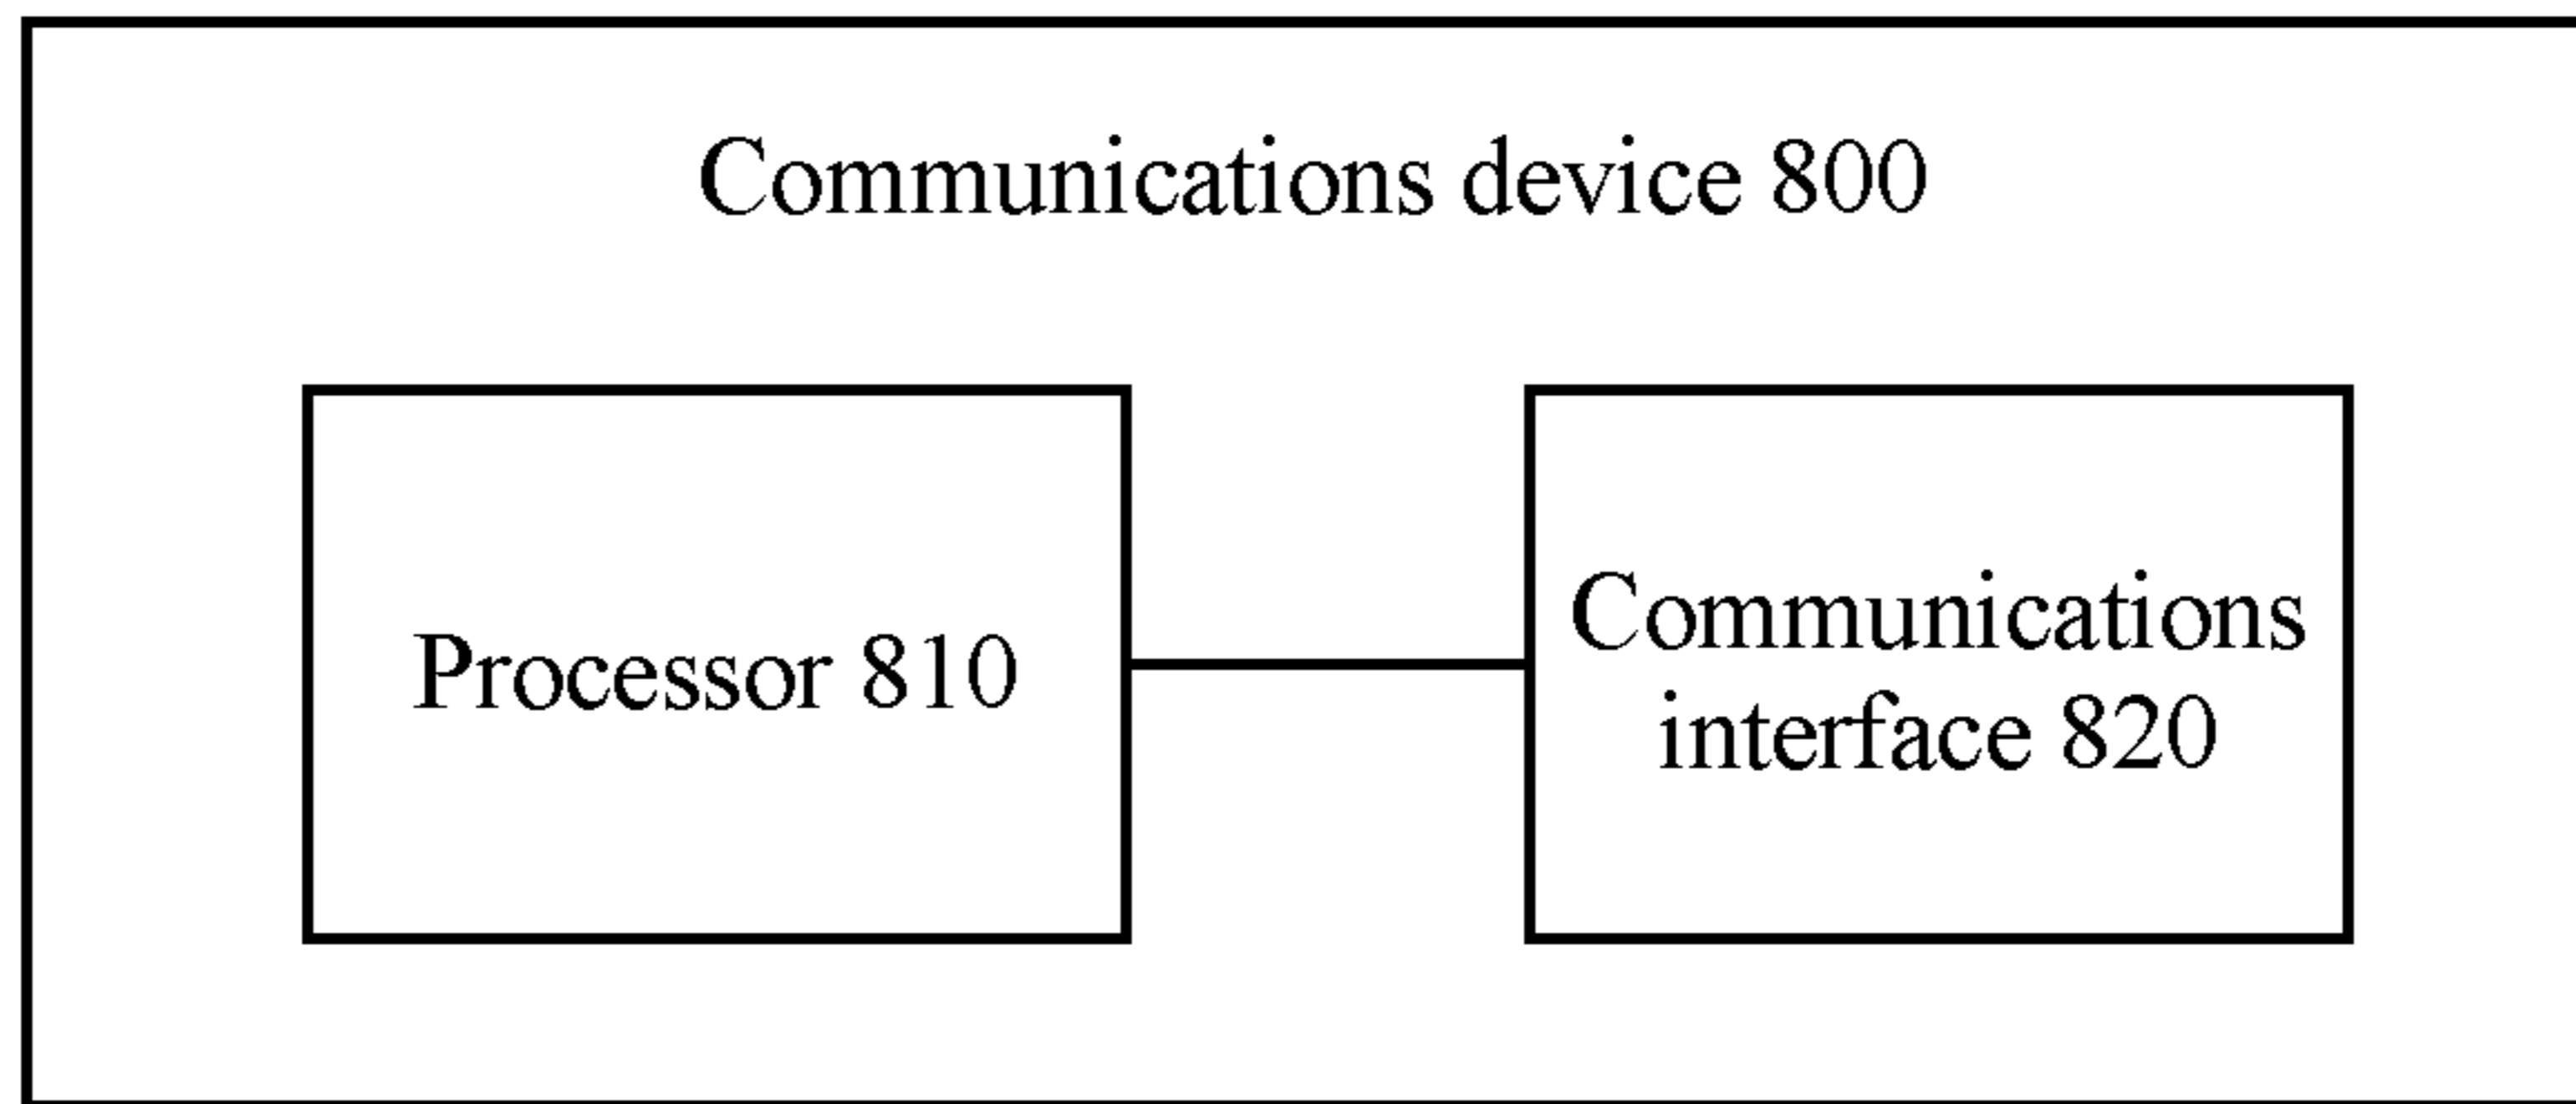 Communications device 800
Processor 810
Communications
interface 820